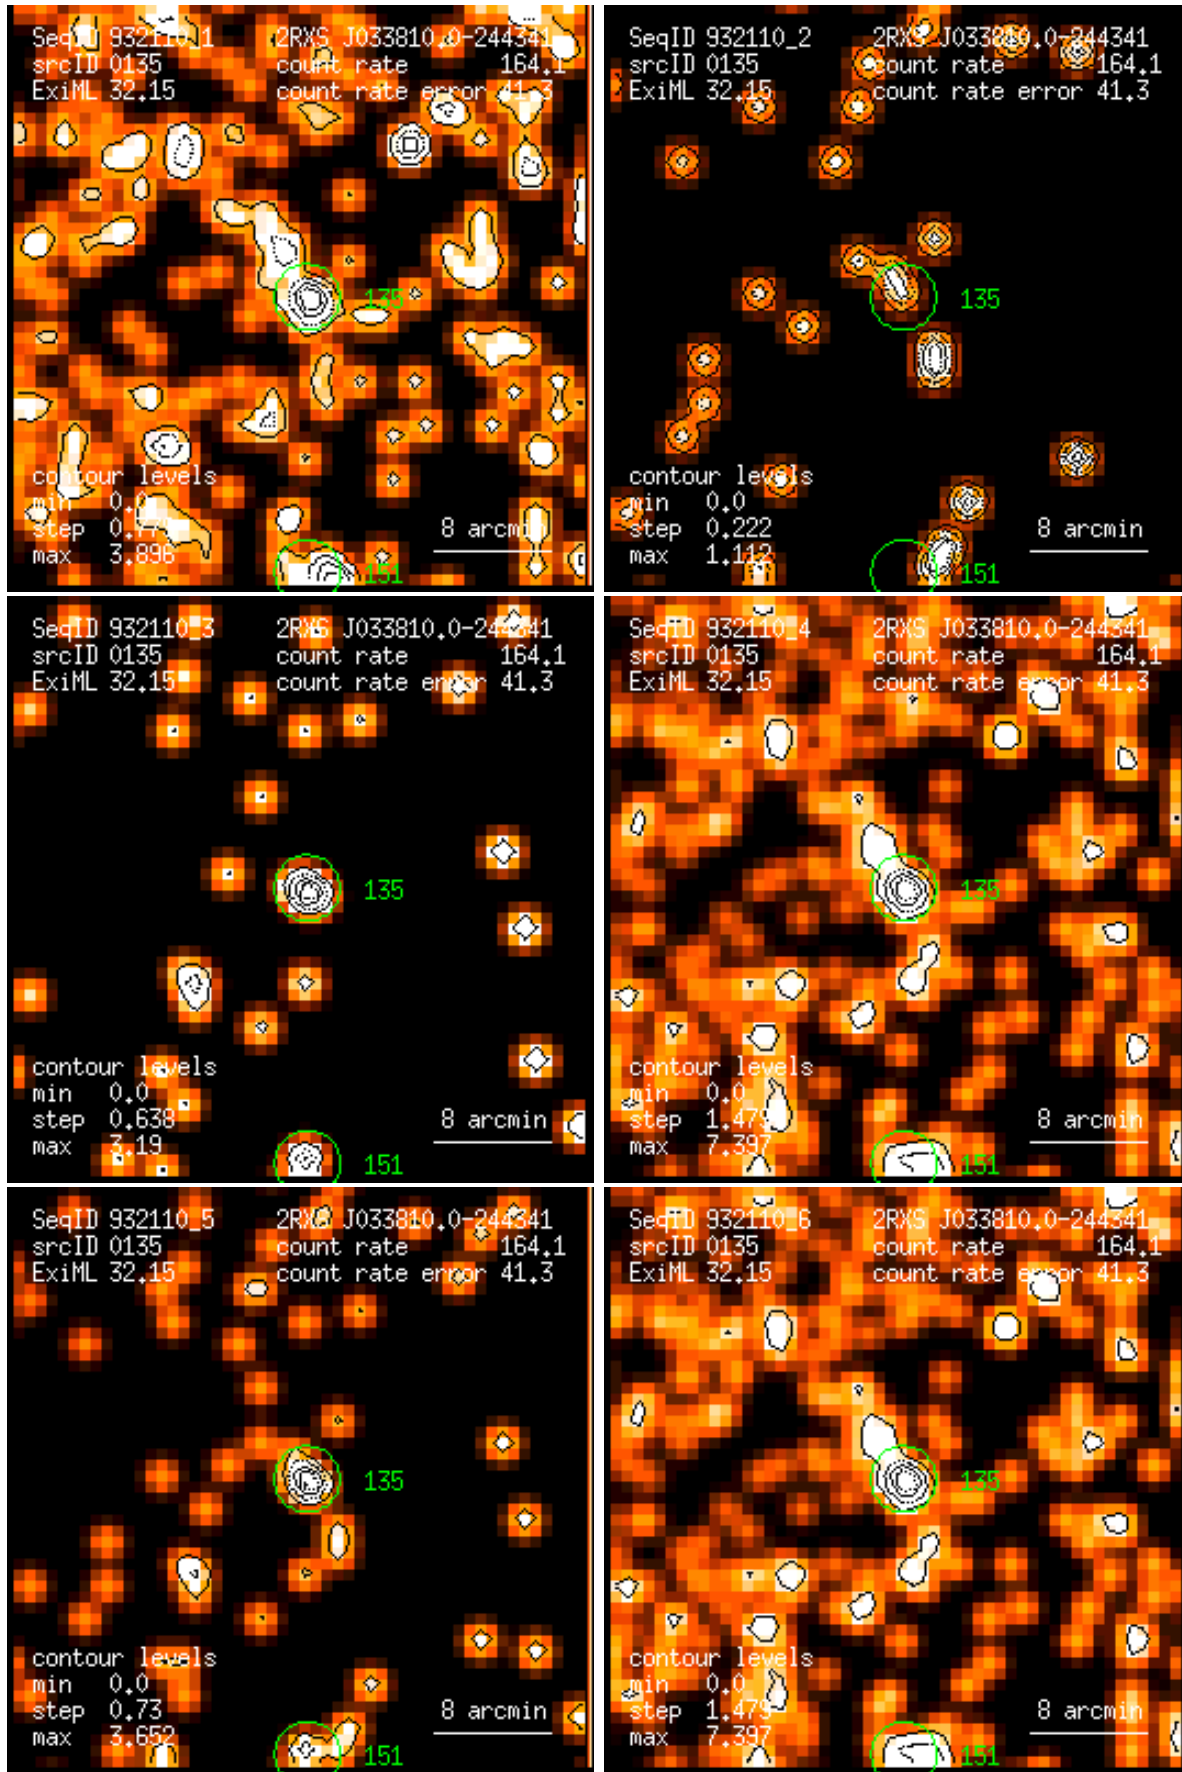 SeqID 932110_1 2RXS J033810.0-244341
srcID 0135 count rate 164.1
ExiML 32.15 count rate error 41.3
135
contour levels
min 0.0
step
max 3.896
8 arcmin
151
SeqID 932110_2 2RXS J033810.0-244341
srcID 0135 count rate 164.1
ExiML 32.15 count rate error 41.3
135
contour levels
min 0.0
step 0.222
max 1.112
8 arcmin
151
SeqID 932110_3 2RXS J033810.0-244341
srcID 0135 count rate 164.1
ExiML 32.15 count rate error 41.3
135
contour levels
min 0.0
step 0.638
max 3.19
8 arcmin
151
SeqID 932110_4 2RXS J033810.0-244341
srcID 0135 count rate 164.1
ExiML 32.15 count rate error 41.3
135
contour levels
min 0.0
step 1.479
max 7.397
8 arcmin
151
SeqID 932110_5 2RXS J033810.0-244341
srcID 0135 count rate 164.1
ExiML 32.15 count rate error 41.3
135
contour levels
min 0.0
step 0.73
max 3.652
8 arcmin
151
SeqID 932110_6 2RXS J033810.0-244341
srcID 0135 count rate 164.1
ExiML 32.15 count rate error 41.3
135
contour levels
min 0.0
step 1.479
max 7.397
8 arcmin
151